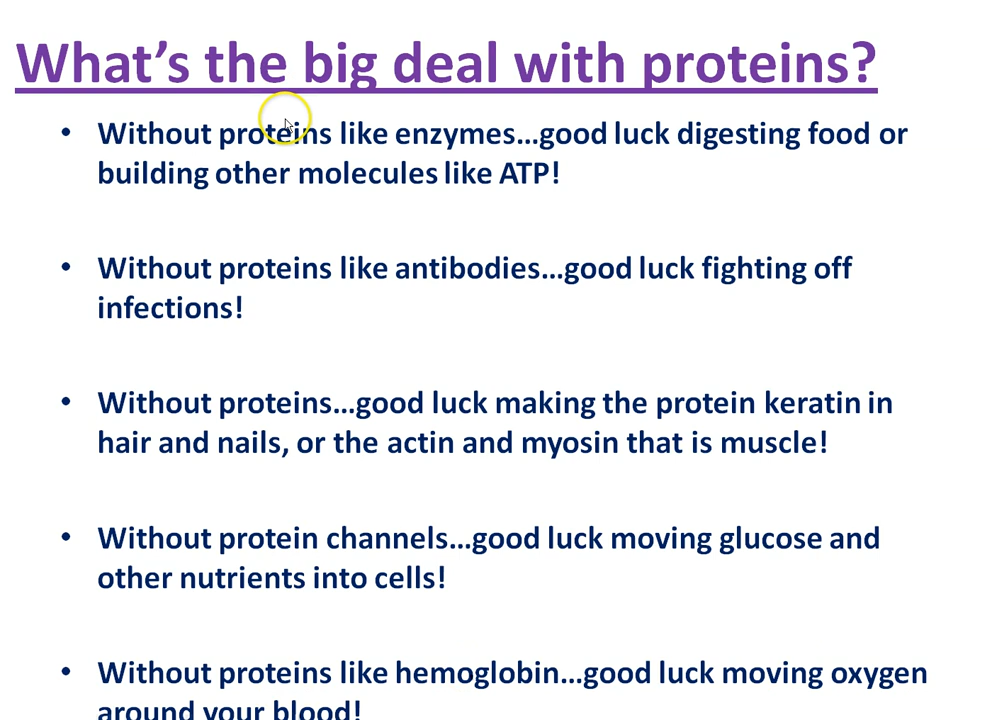 What’s the big deal with proteins?
• Without proteins like enzymes…good luck digesting food or
building other molecules like ATP!
• Without proteins like antibodies…good luck fighting off
infections!
• Without proteins…good luck making the protein keratin in
hair and nails, or the actin and myosin that is muscle!
• Without protein channels…good luck moving glucose and
other nutrients into cells!
• Without proteins like hemoglobin…good luck moving oxygen
around your blood!